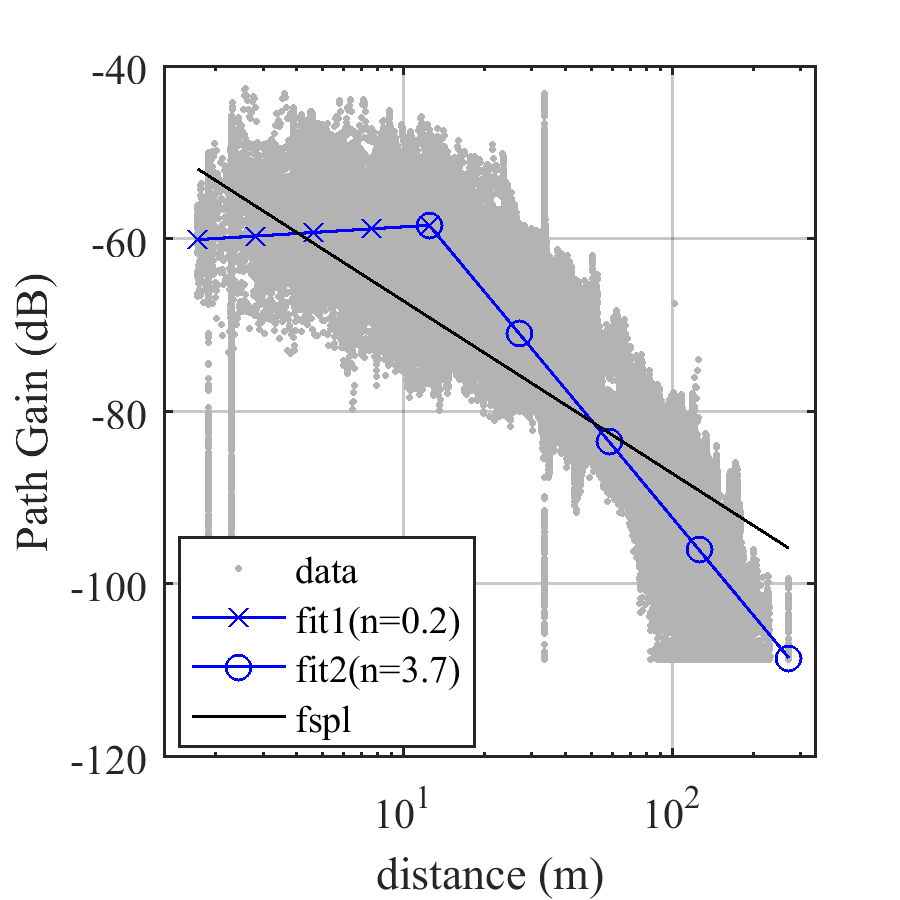 -40
-60
-80
-100
-120
Path Gain (dB)
data
fit1(n=0.2)
fit2(n=3.7)
fspl
10^1 10^2
distance (m)